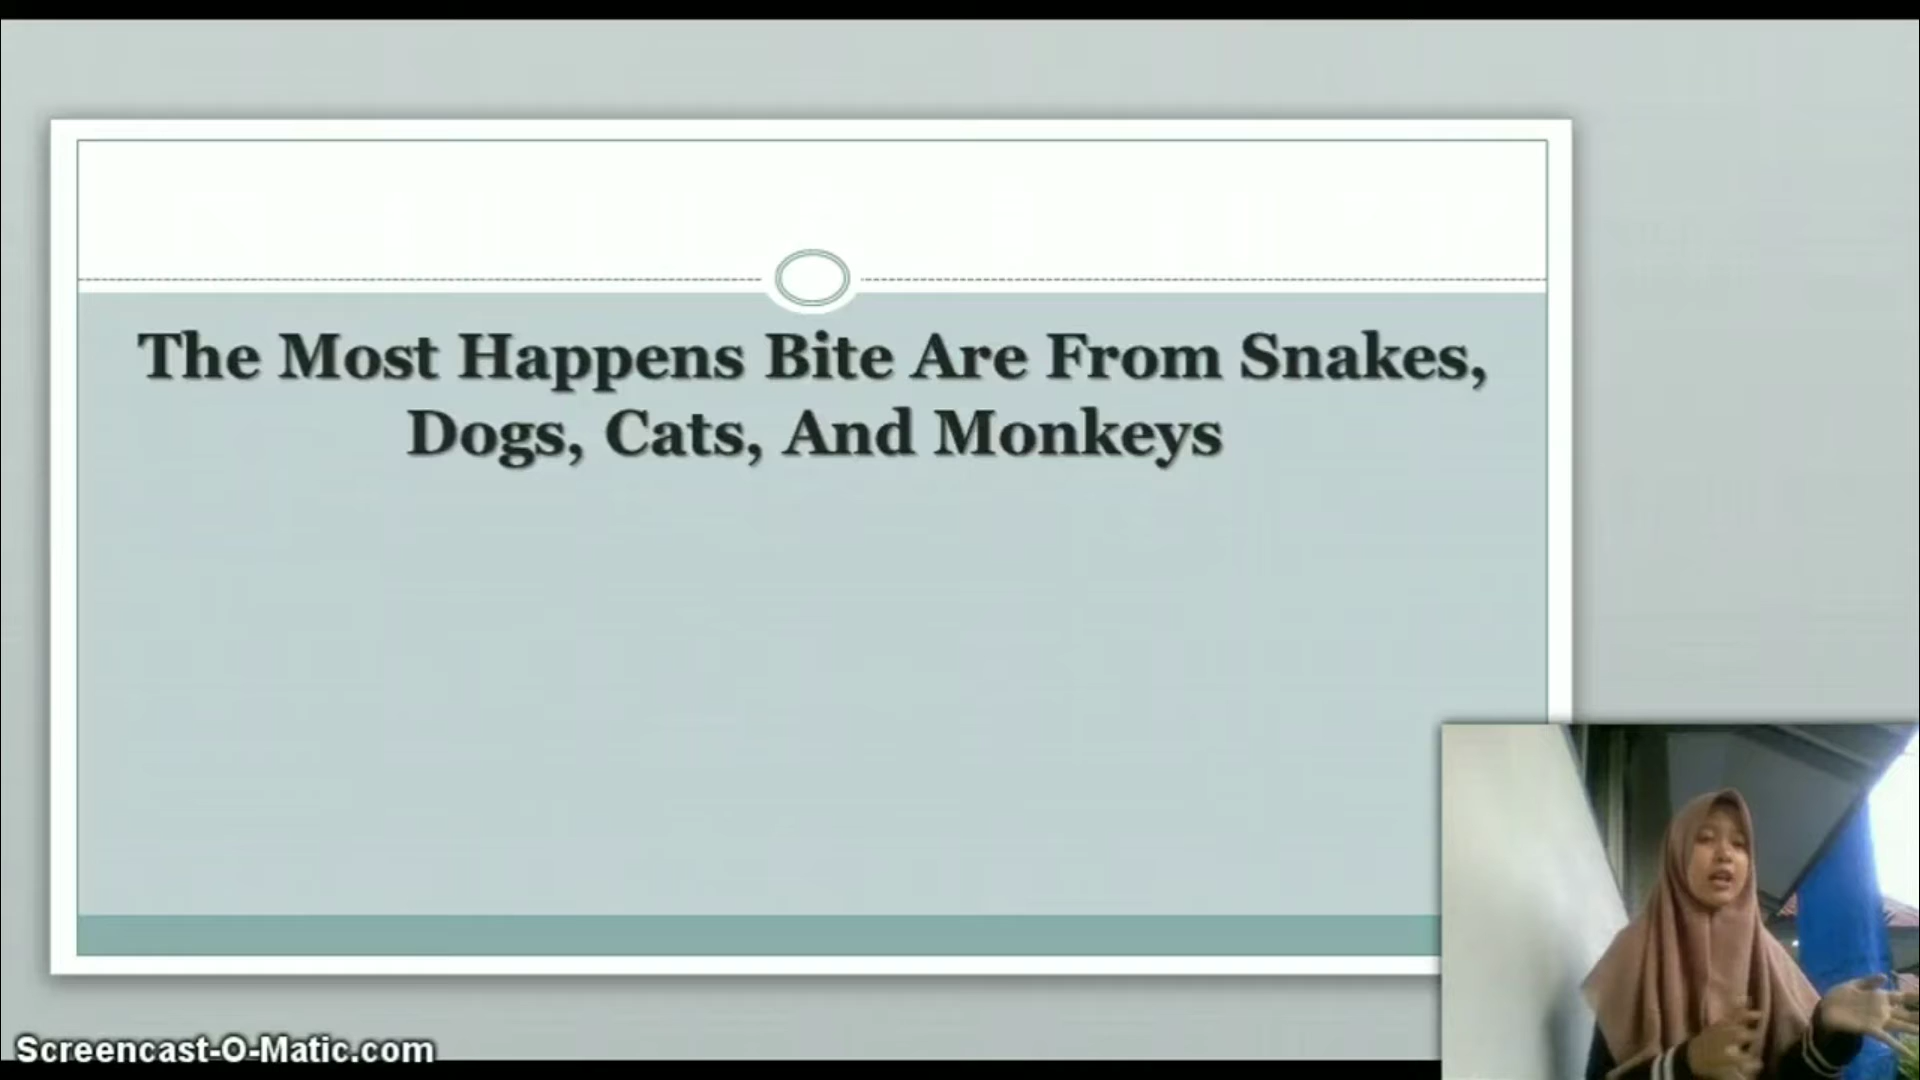 The Most Happens Bite Are From Snakes,
Dogs, Cats, And Monkeys
Screencast-O-Matic.com